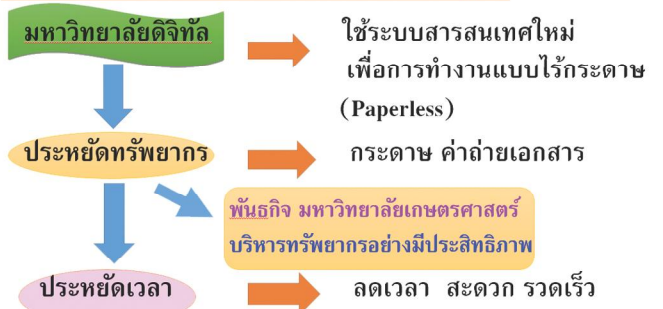 มหาวิทยาลัยดิจิทัล
ใช้ระบบสารสนเทศใหม่
เพื่อการทำงานแบบไร้กระดาษ
(Paperless)
ประหยัดทรัพยากร
กระดาษ ค่าถ่ายเอกสาร
พันธกิจ มหาวิทยาลัยเกษตรศาสตร์
บริหารทรัพยากรอย่างมีประสิทธิภาพ
ประหยัดเวลา
ลดเวลา สะดวก รวดเร็ว